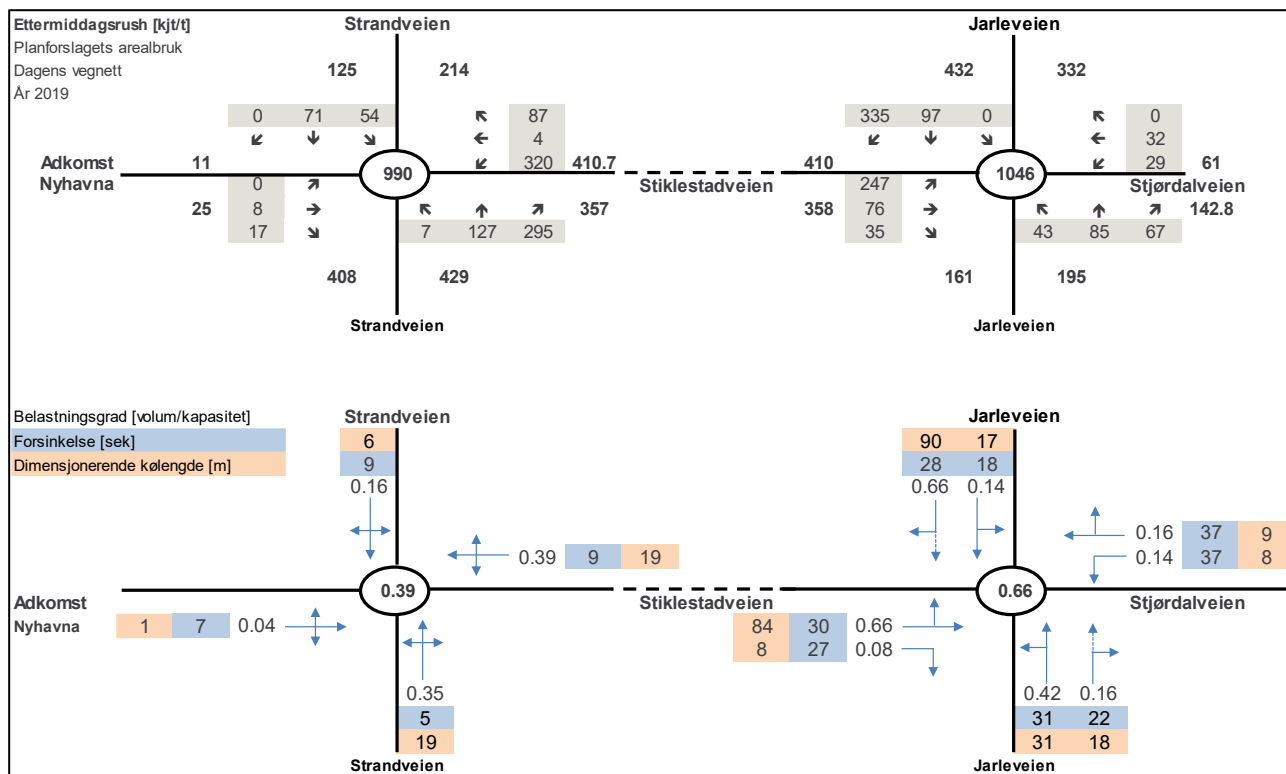 Ettermiddagsrush [kjt/t]
Planforslagets arealbruk
Dagens vegnett
År 2019
Strandveien
125 214
0 71 54
87
4
320
Adkomst
Nyhavna
11
990
410.7
25
0
8
17
7 127 295
357
408 429
Strandveien
Stiklestadveien
Jarleveien
432 332
335 97 0
0
32
29
410
1046
61
Stjørdalveien
358
247
76
35
43 85 67
142.8
161 195
Jarleveien
Belastningsgrad [volum/kapasitet]
Forsinkelse [sek]
Dimensjonerende kølengde [m]
Strandveien
6
9
0.16
0.39 9 19
0.39
Adkomst
Nyhavna
1 7 0.04
0.35
5
19
Strandveien
Stiklestadveien
Jarleveien
90 17
28 18
0.66 0.14
0.16 37 9
0.14 37 8
0.66
Stjørdalveien
84 30 0.66
8 27 0.08
0.42 0.16
31 22
31 18
Jarleveien